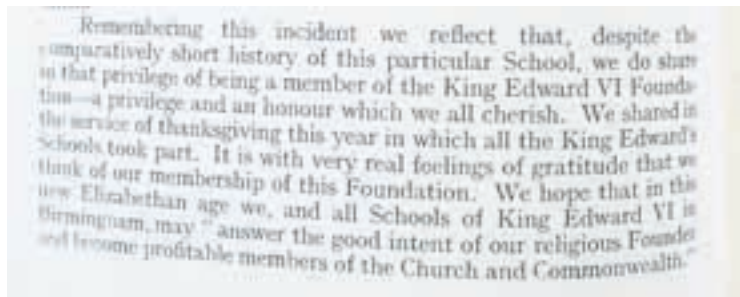 Remembering this incident we reflect that, despite the
comparatively short history of this particular School, we do share
in that privilege of being a member of the King Edward VI Founda-
tion—a privilege and an honour which we all cherish. We shared in
the service of thanksgiving this year in which all the King Edward's
Schools took part. It is with very real feelings of gratitude that we
think of our membership of this Foundation. We hope that in this
new Elizabethan age we, and all Schools of King Edward VI in
Birmingham, may "answer the good intent of our religious Founder
and become profitable members of the Church and Commonwealth."